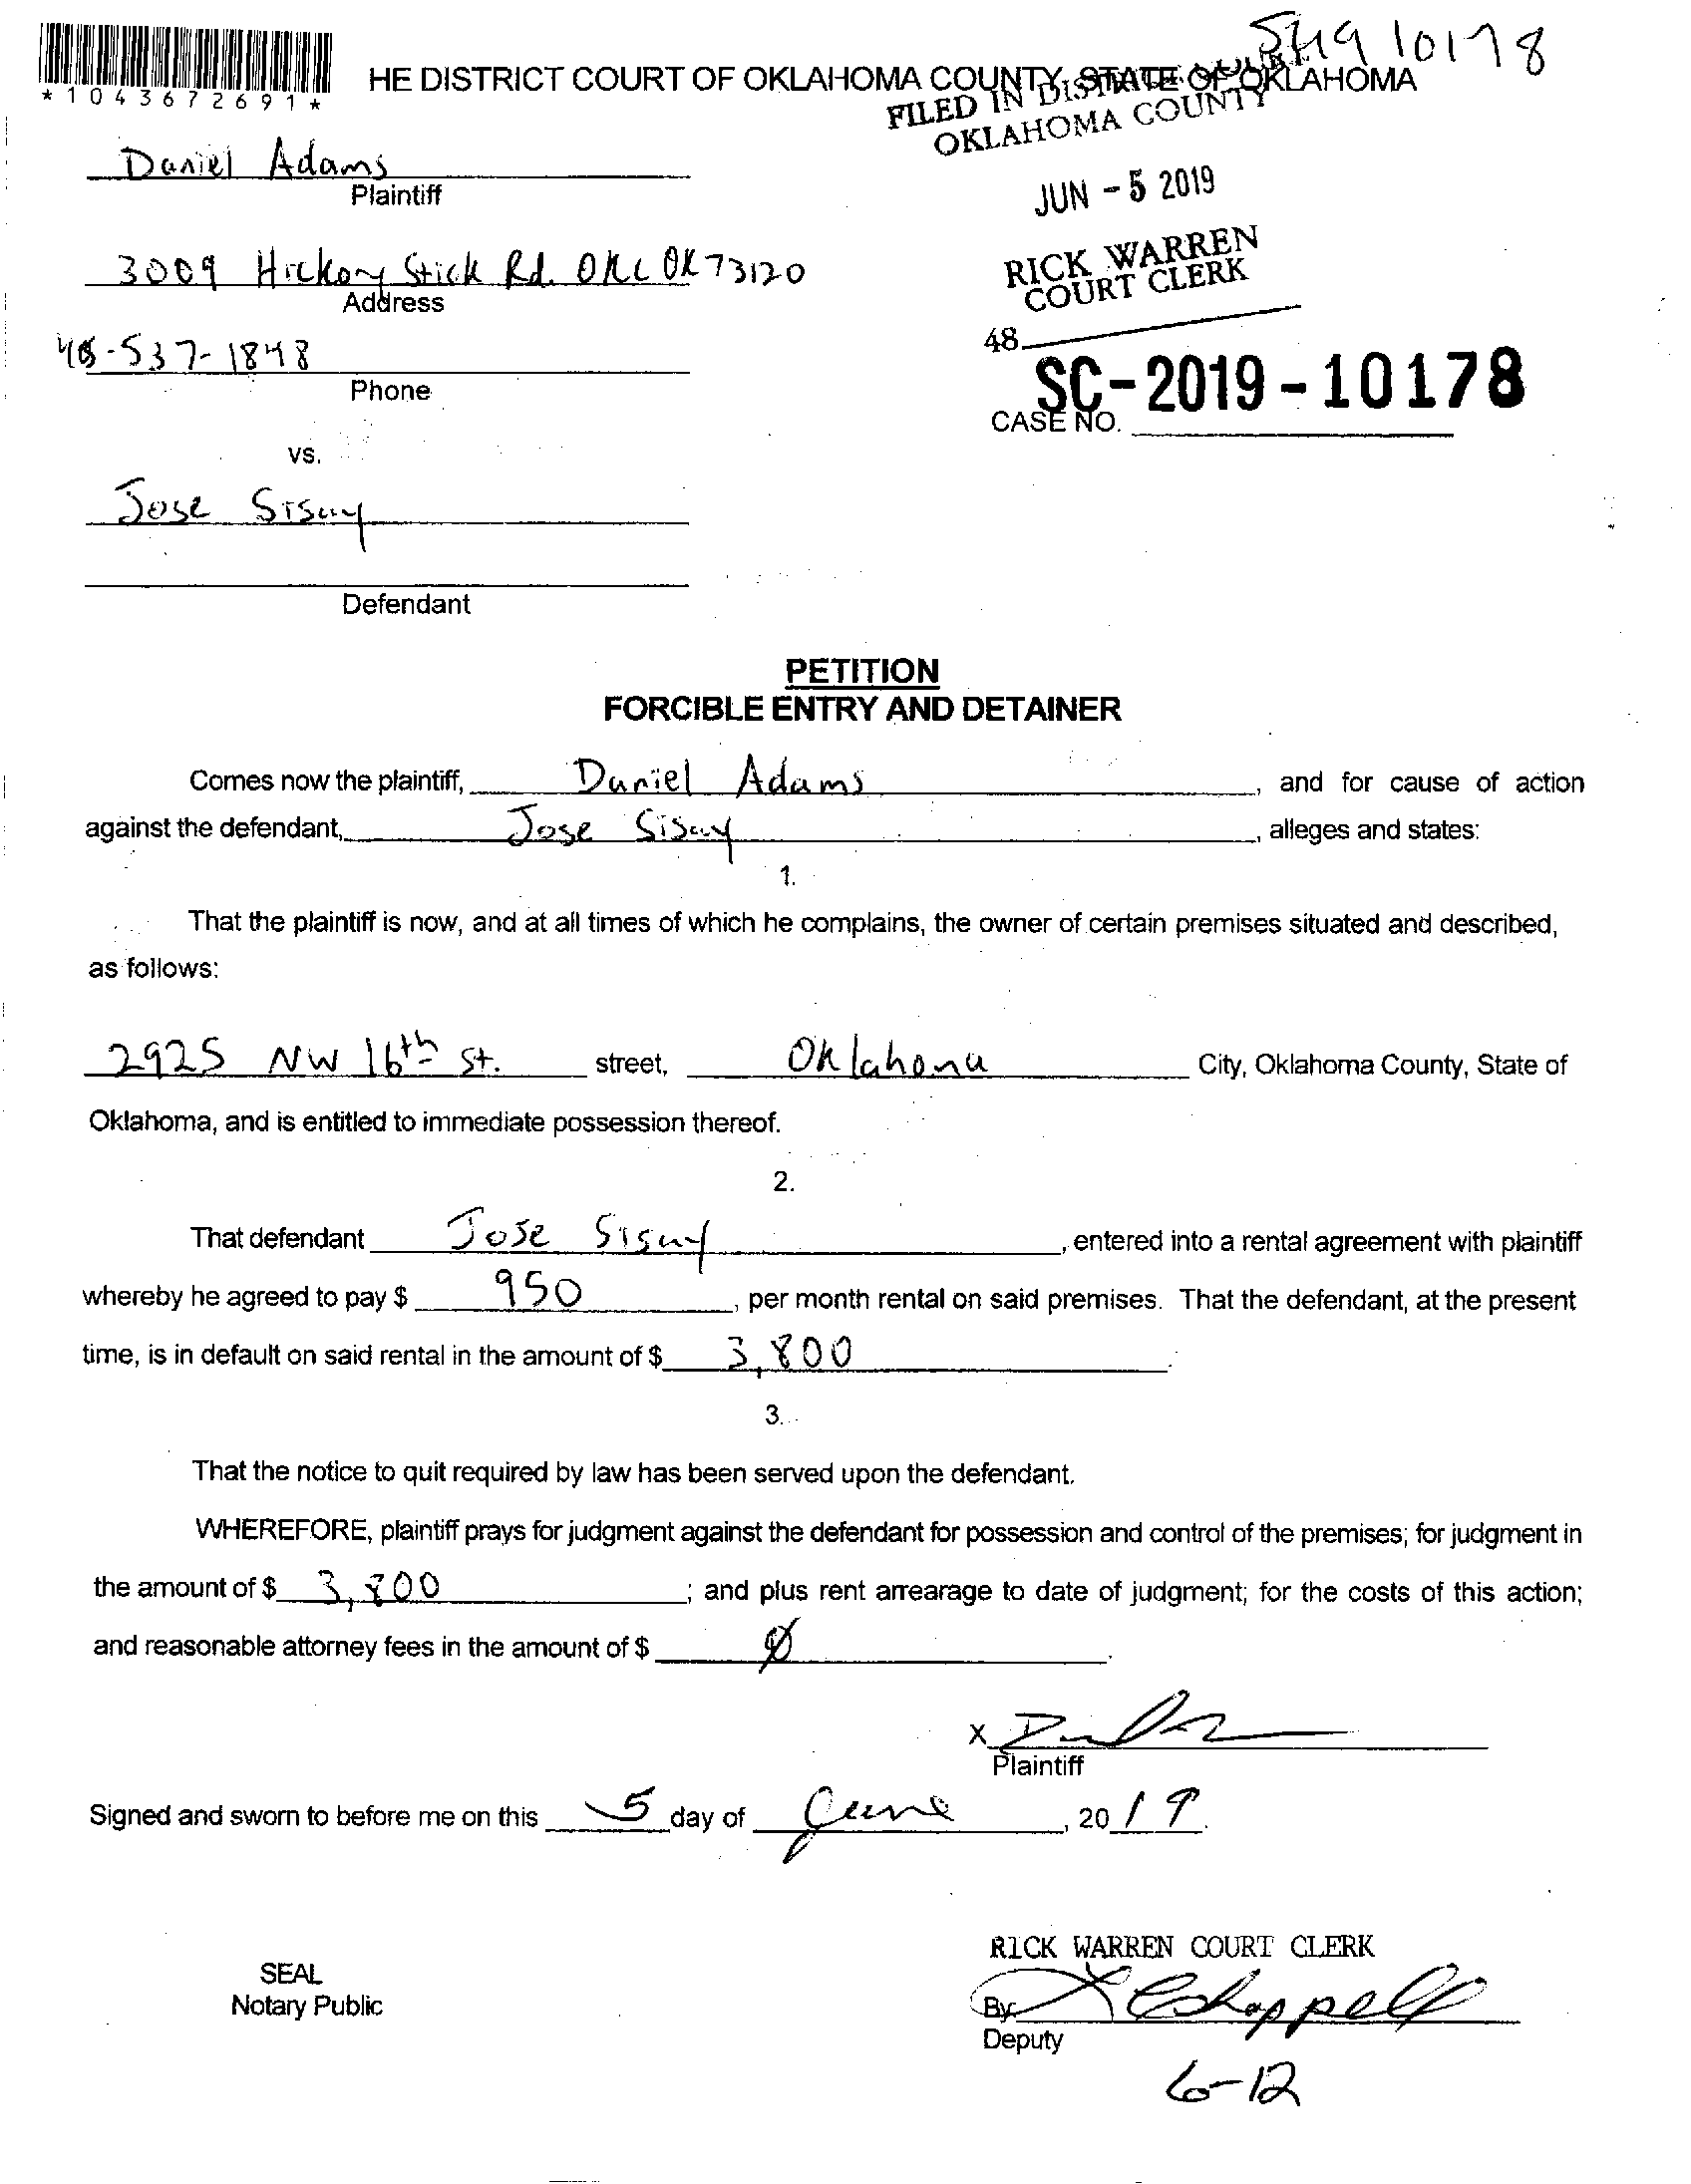 SH19 10178
*1043672691*
HE DISTRICT COURT OF OKLAHOMA COUNTY, STATE OF OKLAHOMA
FILED IN DISTRICT COURT
OKLAHOMA COUNTY
Daniel Adams
Plaintiff
JUN - 5 2019
3009 Hickory Stick Rd. OKC OK 73120
Address
RICK WARREN
COURT CLERK
48
-537-1848
Phone
SC-2019-10178
CASE NO.
vs.
Jose Sisay
Defendant
PETITION
FORCIBLE ENTRY AND DETAINER
Comes now the plaintiff, Daniel Adams, and for cause of action
against the defendant, Jose Sisay, alleges and states:
1.
That the plaintiff is now, and at all times of which he complains, the owner of certain premises situated and described,
as follows:
2925 NW 16th St. street, Oklahoma City, Oklahoma County, State of
Oklahoma, and is entitled to immediate possession thereof.
2.
That defendant Jose Sisay, entered into a rental agreement with plaintiff
whereby he agreed to pay $ 950, per month rental on said premises. That the defendant, at the present
time, is in default on said rental in the amount of $ 3,800.
3.
That the notice to quit required by law has been served upon the defendant.
WHEREFORE, plaintiff prays for judgment against the defendant for possession and control of the premises; for judgment in
the amount of $ 3,800; and plus rent arrearage to date of judgment; for the costs of this action;
and reasonable attorney fees in the amount of $ Ø.
X
Plaintiff
Signed and sworn to before me on this 5 day of June, 2019.
RICK WARREN COURT CLERK
SEAL
Notary Public
By: Chappell
Deputy
6-12